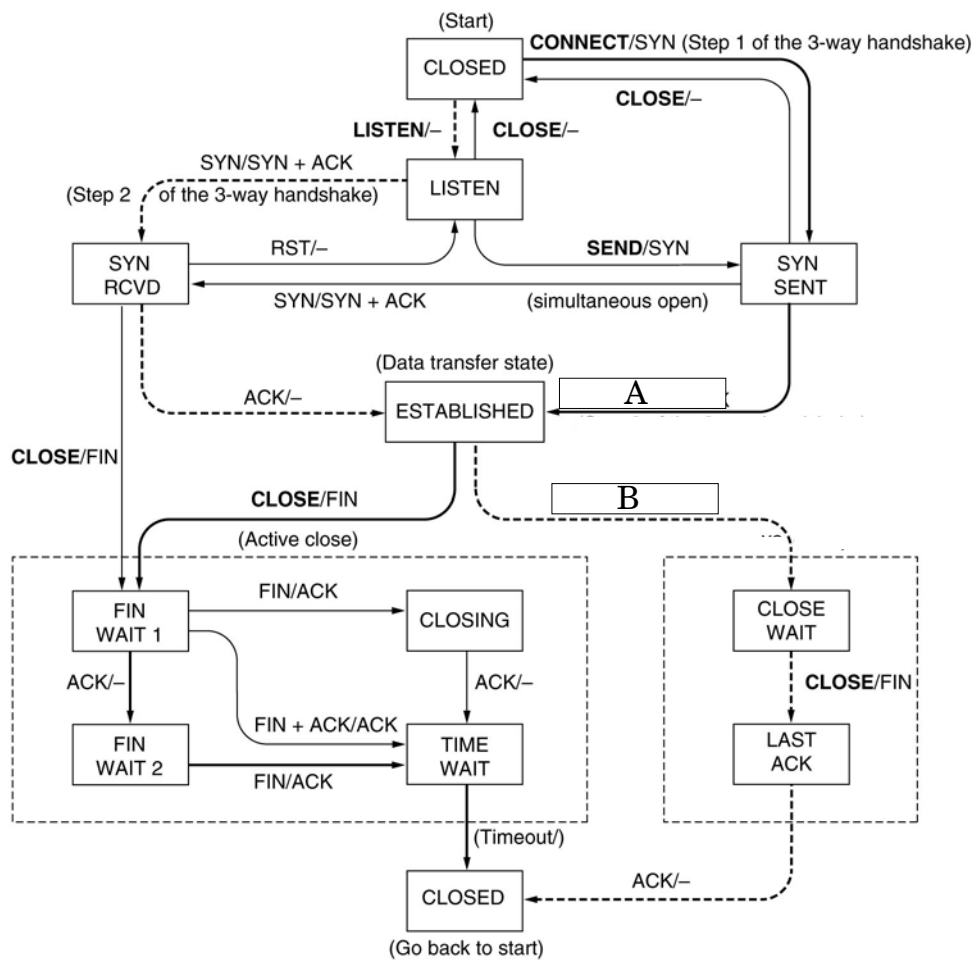 (Start)
CONNECT/SYN (Step 1 of the 3-way handshake)
CLOSED
CLOSE/–
LISTEN/–
CLOSE/–
SYN/SYN + ACK
LISTEN
(Step 2 of the 3-way handshake)
RST/–
SEND/SYN
SYN
RCVD
SYN
SENT
SYN/SYN + ACK
(simultaneous open)
(Data transfer state)
A
ACK/–
ESTABLISHED
CLOSE/FIN
CLOSE/FIN
B
(Active close)
FIN/ACK
FIN
WAIT 1
CLOSING
CLOSE
WAIT
ACK/–
ACK/–
CLOSE/FIN
FIN + ACK/ACK
FIN
WAIT 2
TIME
WAIT
LAST
ACK
FIN/ACK
(Timeout/)
CLOSED
ACK/–
(Go back to start)